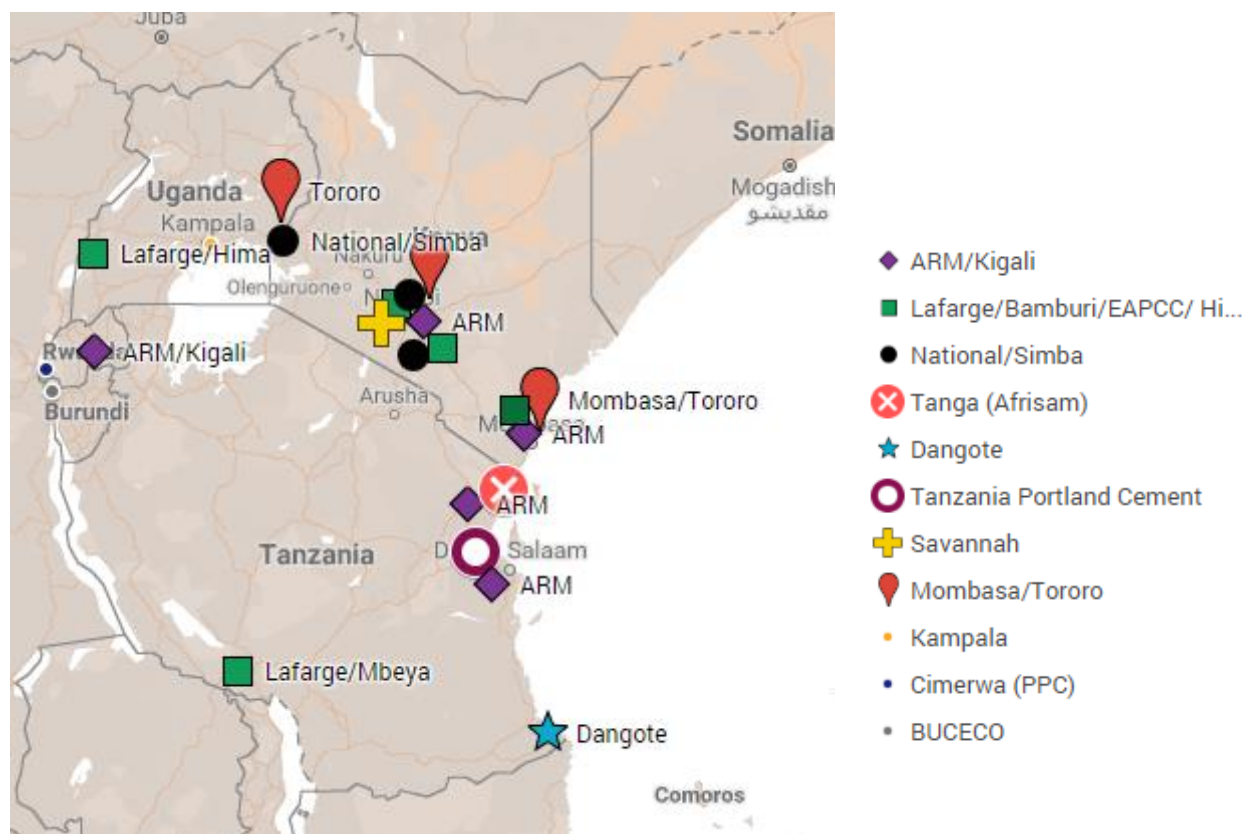 Juba
Somalia
Mogadish
مقديشو
Uganda
Tororo
Kampala
National/Simba
Lafarge/Hima
Nakuru
Olenguruone
ARM
ARM/Kigali
Burundi
Arusha
Mombasa/Tororo
ARM
ARM
Tanzania
Salaam
ARM
Lafarge/Mbeya
Dangote
Comoros
ARM/Kigali
Lafarge/Bamburi/EAPCC/ Hi...
National/Simba
Tanga (Afrisam)
Dangote
Tanzania Portland Cement
Savannah
Mombasa/Tororo
Kampala
Cimerwa (PPC)
BUCECO